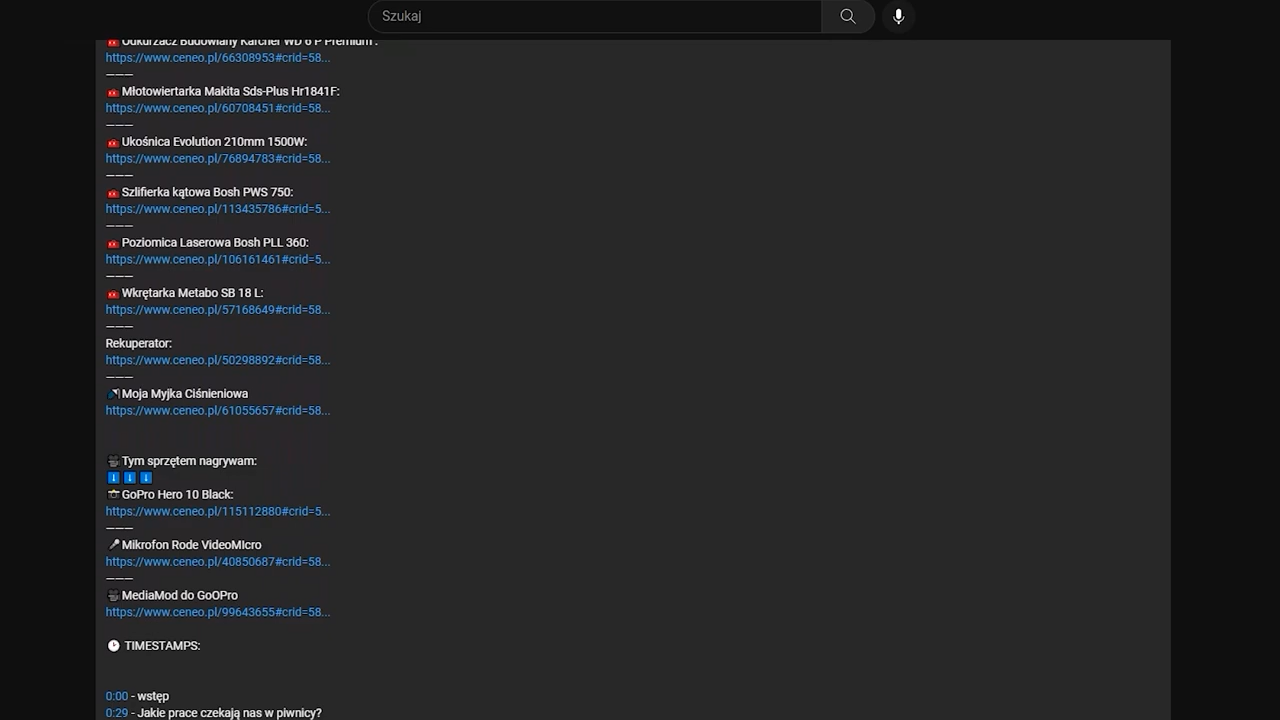 Szukaj
Odkurzacz Budowlany Karcher WD 6 P Premium :
https://www.ceneo.pl/66308953#crid=58...
———
Młotowiertarka Makita Sds-Plus Hr1841F:
https://www.ceneo.pl/60708451#crid=58...
———
Ukośnica Evolution 210mm 1500W:
https://www.ceneo.pl/76894783#crid=58...
———
Szlifierka kątowa Bosh PWS 750:
https://www.ceneo.pl/113435786#crid=5...
———
Poziomica Laserowa Bosh PLL 360:
https://www.ceneo.pl/106161461#crid=5...
———
Wkrętarka Metabo SB 18 L:
https://www.ceneo.pl/57168649#crid=58...
———
Rekuperator:
https://www.ceneo.pl/50298892#crid=58...
———
Moja Myjka Ciśnieniowa
https://www.ceneo.pl/61055657#crid=58...
Tym sprzętem nagrywam:
GoPro Hero 10 Black:
https://www.ceneo.pl/115112880#crid=5...
———
Mikrofon Rode VideoMIcro
https://www.ceneo.pl/40850687#crid=58...
———
MediaMod do GoOPro
https://www.ceneo.pl/99643655#crid=58...
TIMESTAMPS:
0:00 - wstęp
0:29 - Jakie prace czekają nas w piwnicy?